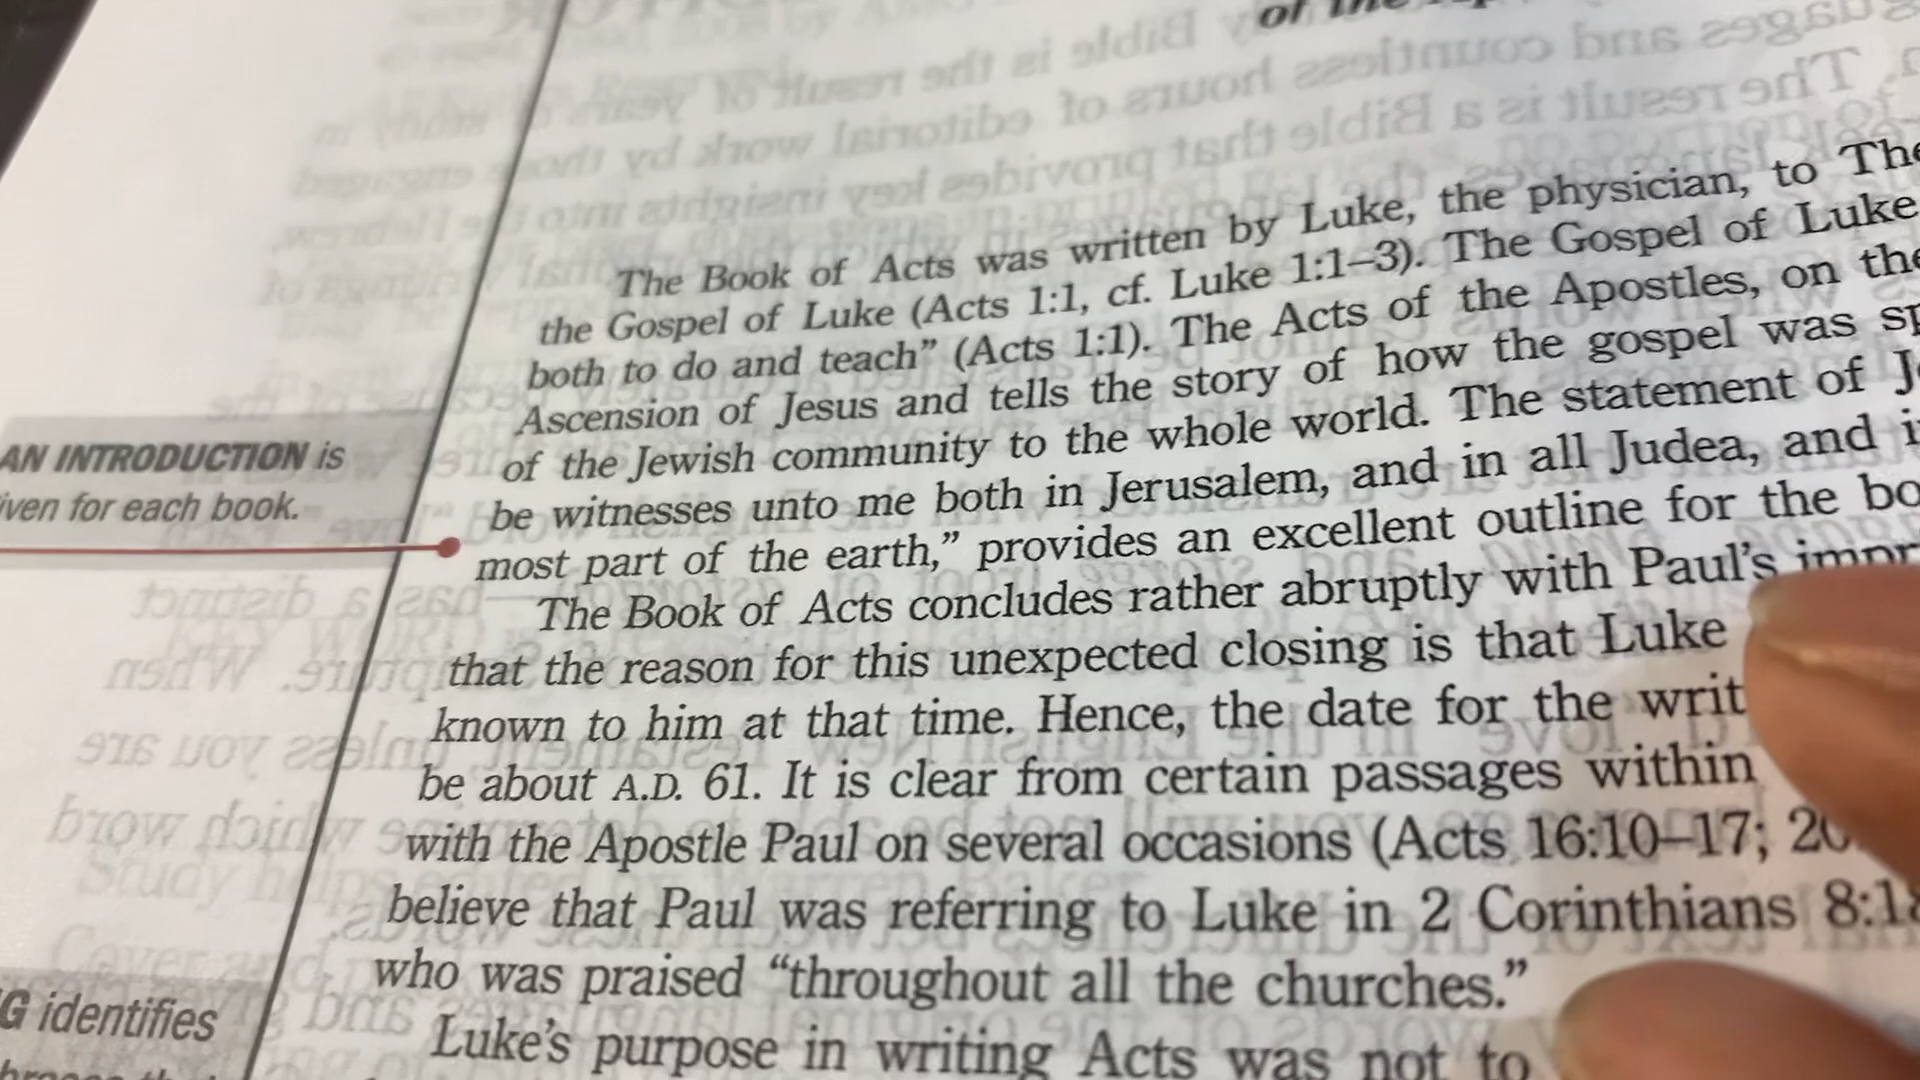 of the
The Book of Acts was written by Luke, the physician, to
the Gospel of Luke (Acts 1:1, cf. Luke 1:1–3). The Gospel of Luke
both to do and teach” (Acts 1:1). The Acts of the Apostles, on the
Ascension of Jesus and tells the story of how the gospel was
of the Jewish community to the whole world. The statement of
be witnesses unto me both in Jerusalem, and in all Judea, and
most part of the earth,” provides an excellent outline for the
The Book of Acts concludes rather abruptly with Paul’s
that the reason for this unexpected closing is that Luke
known to him at that time. Hence, the date for the writ
be about A.D. 61. It is clear from certain passages within
with the Apostle Paul on several occasions (Acts 16:10–17;
believe that Paul was referring to Luke in 2 Corinthians
who was praised “throughout all the churches.”
Luke’s purpose in writing Acts was not to
AN INTRODUCTION is
iven for each book.
G identifies